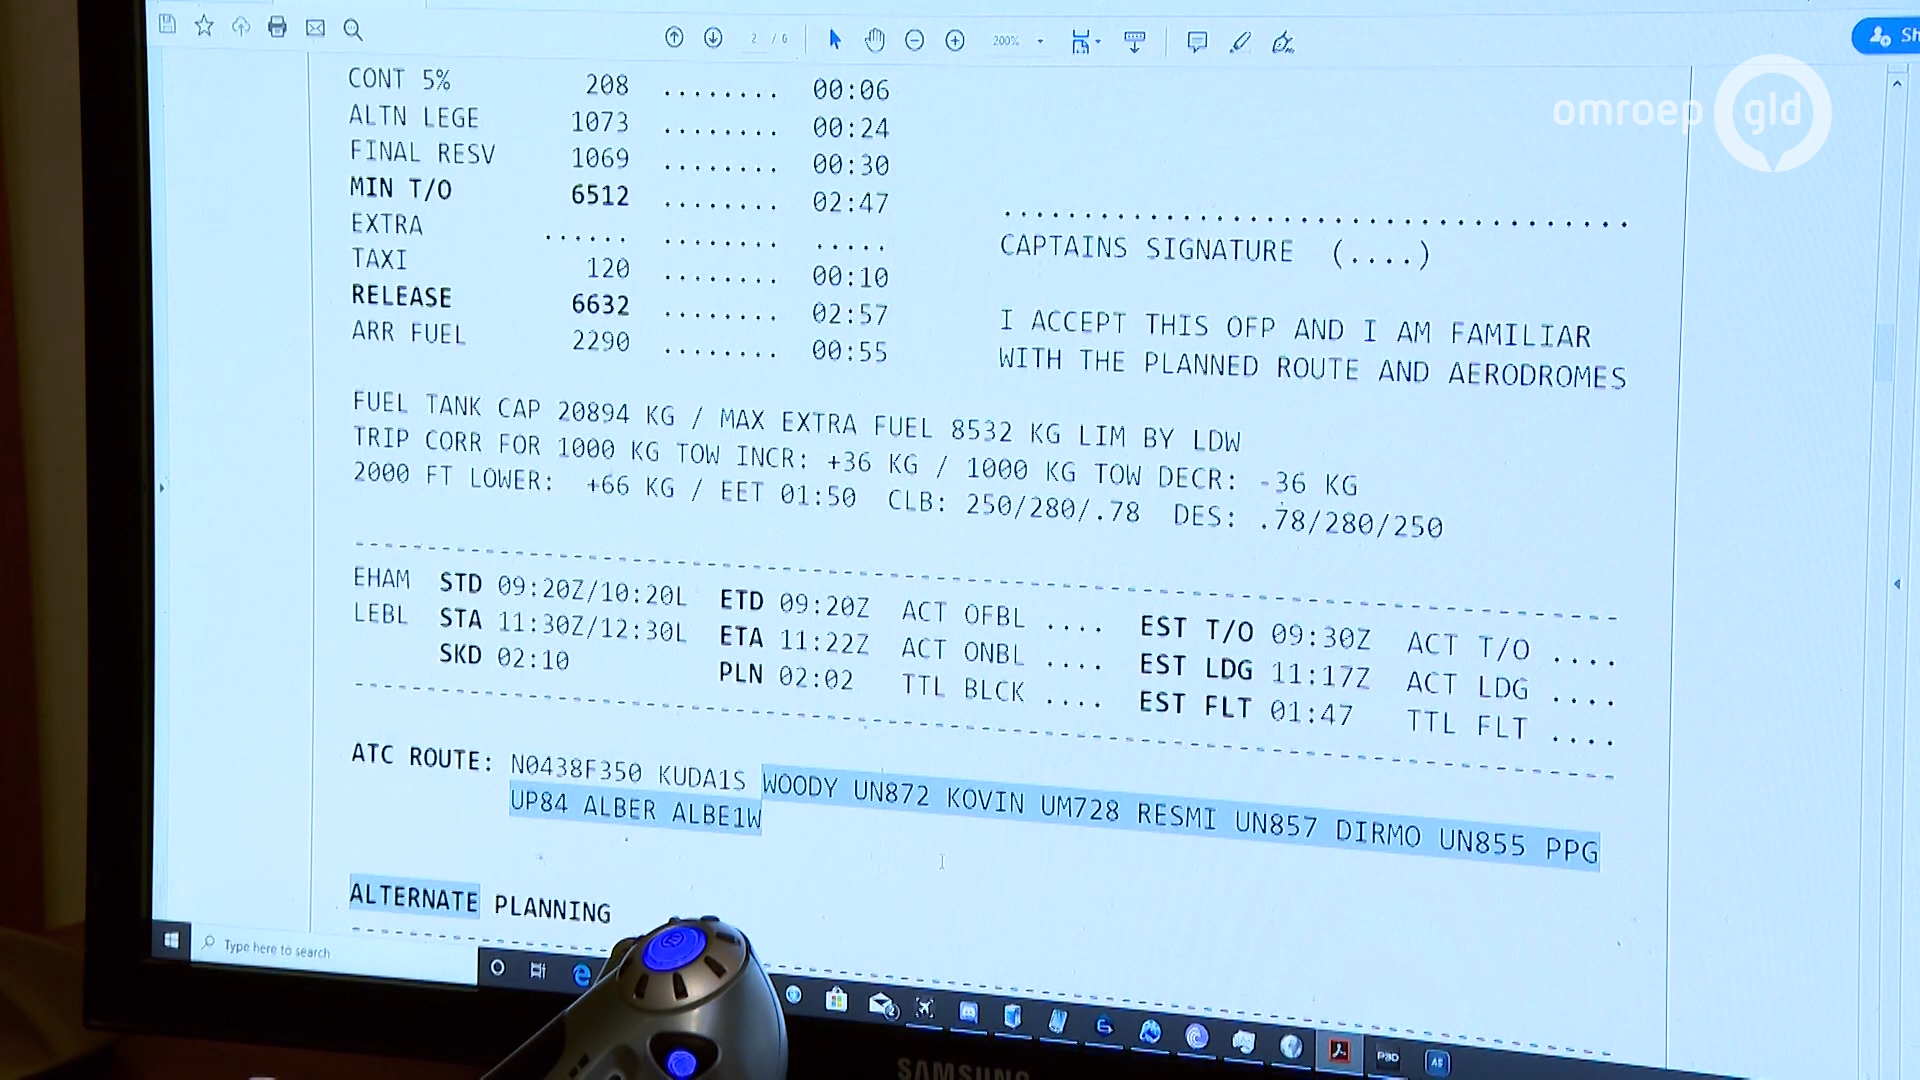 2 / 6
200%
Sh
omroep gld
CONT 5% 208 ........ 00:06
ALTN LEGE 1073 ........ 00:24
FINAL RESV 1069 ........ 00:30
MIN T/O 6512 ........ 02:47
EXTRA ...... ........ .....
TAXI 120 ........ 00:10
RELEASE 6632 ........ 02:57
ARR FUEL 2290 ........ 00:55
CAPTAINS SIGNATURE (....)
I ACCEPT THIS OFP AND I AM FAMILIAR
WITH THE PLANNED ROUTE AND AERODROMES
FUEL TANK CAP 20894 KG / MAX EXTRA FUEL 8532 KG LIM BY LDW
TRIP CORR FOR 1000 KG TOW INCR: +36 KG / 1000 KG TOW DECR: -36 KG
2000 FT LOWER: +66 KG / EET 01:50 CLB: 250/280/.78 DES: .78/280/250
EHAM STD 09:20Z/10:20L ETD 09:20Z ACT OFBL .... EST T/O 09:30Z ACT T/O ....
LEBL STA 11:30Z/12:30L ETA 11:22Z ACT ONBL .... EST LDG 11:17Z ACT LDG ....
SKD 02:10 PLN 02:02 TTL BLCK .... EST FLT 01:47 TTL FLT ....
ATC ROUTE: N0438F350 KUDA1S WOODY UN872 KOVIN UM728 RESMI UN857 DIRMO UN855 PPG
UP84 ALBER ALBE1W
ALTERNATE PLANNING
Type here to search
P3D
AS
SAMSUNG